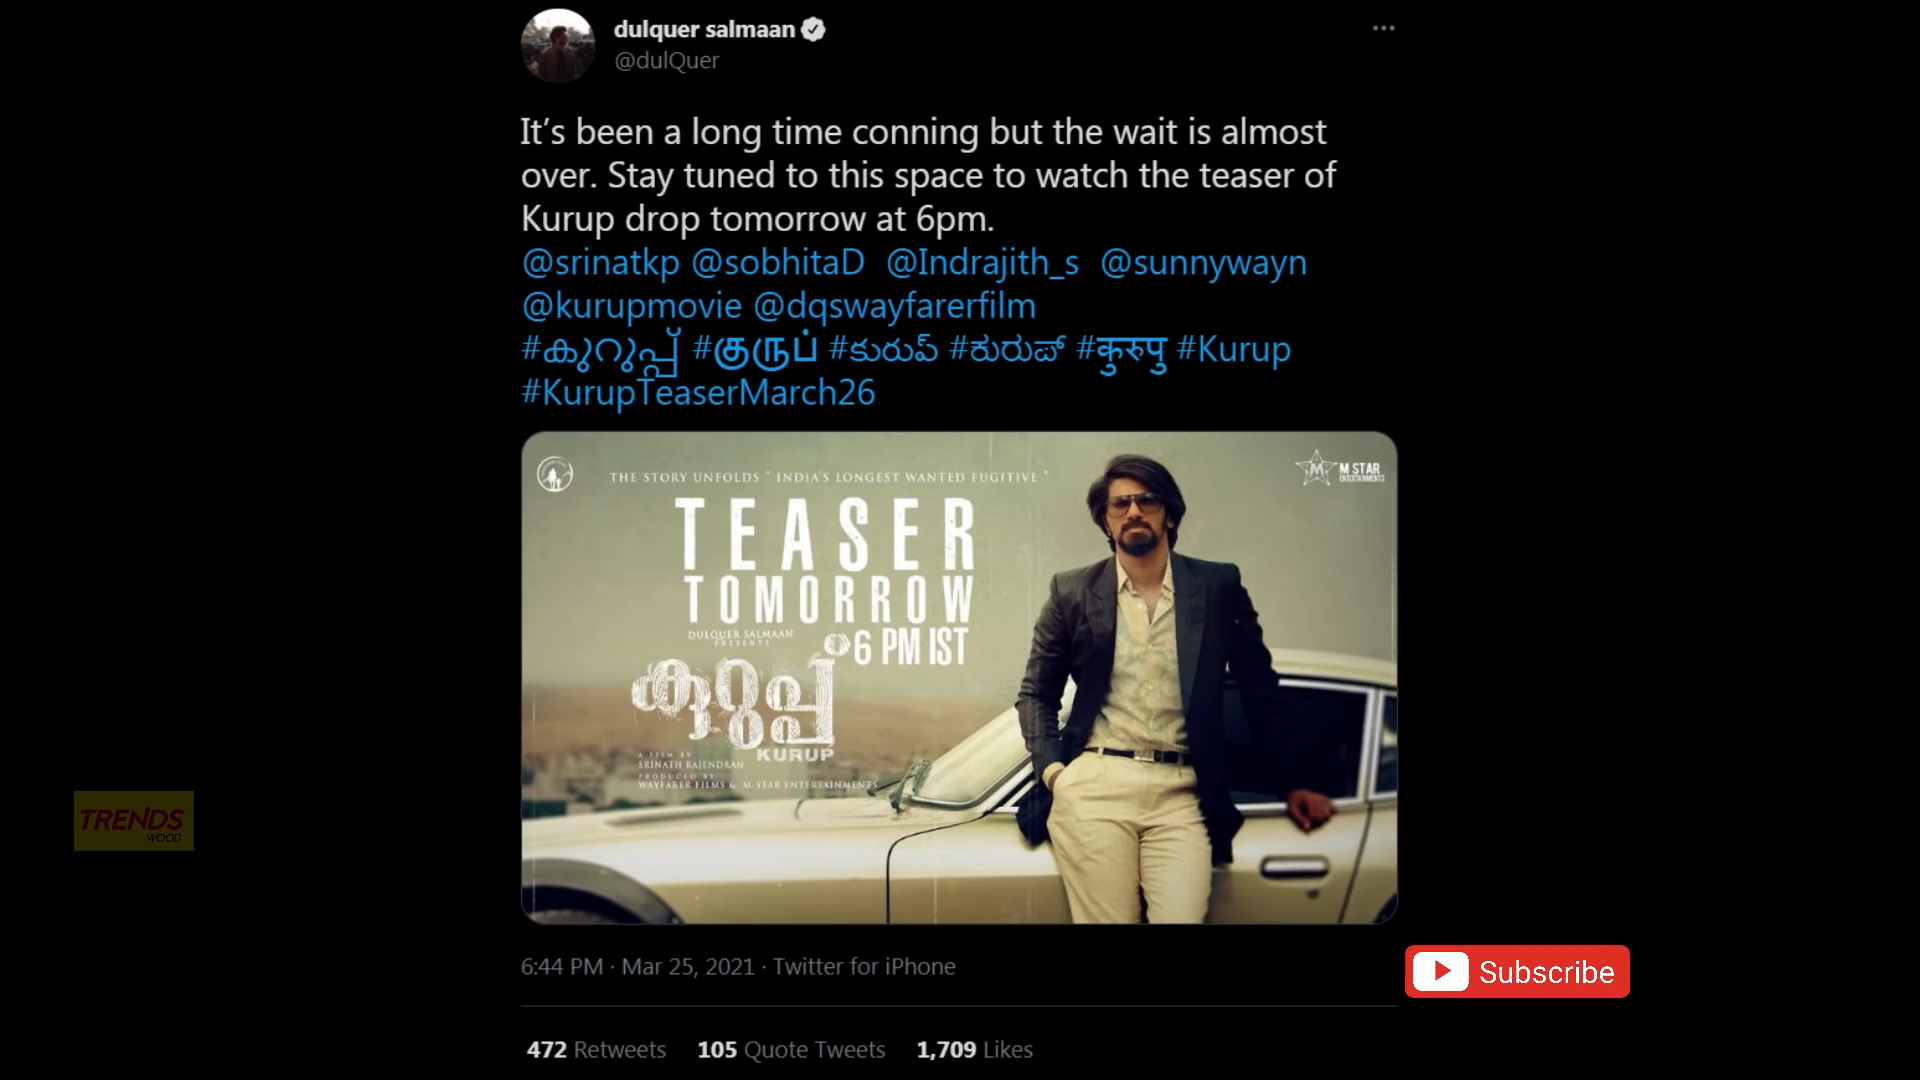 dulquer salmaan
@dulQuer
It's been a long time conning but the wait is almost
over. Stay tuned to this space to watch the teaser of
Kurup drop tomorrow at 6pm.
@srinatkp @sobhitaD @Indrajith_s @sunnywayn
@kurupmovie @dqswayfarerfilm
#കുറുപ്പ് #குருப் #కురుప్ #ಕುರುಪ್ #कुरुपु #Kurup
#KurupTeaserMarch26
THE STORY UNFOLDS " INDIA'S LONGEST WANTED FUGITIVE "
M STAR
ENTERTAINMENTS
TEASER
TOMORROW
6 PM IST
DULQUER SALMAAN
PRESENTS
കുറുപ്പ്
KURUP
A FILM BY
SRINATH RAJENDRAN
PRODUCED BY
WAYFARER FILMS & M-STAR ENTERTAINMENTS
TRENDS
WOOD
6:44 PM · Mar 25, 2021 · Twitter for iPhone
Subscribe
472 Retweets 105 Quote Tweets 1,709 Likes